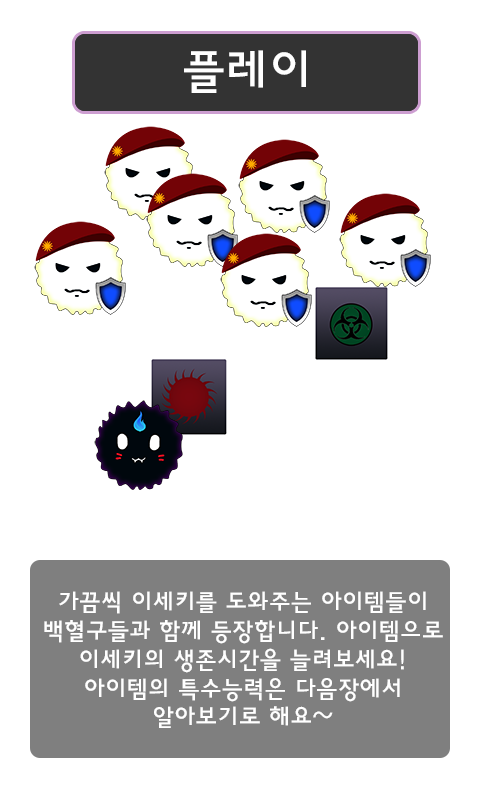 플레이
가끔씩 이세키를 도와주는 아이템들이
백혈구들과 함께 등장합니다. 아이템으로
이세키의 생존시간을 늘려보세요!
아이템의 특수능력은 다음장에서
알아보기로 해요~